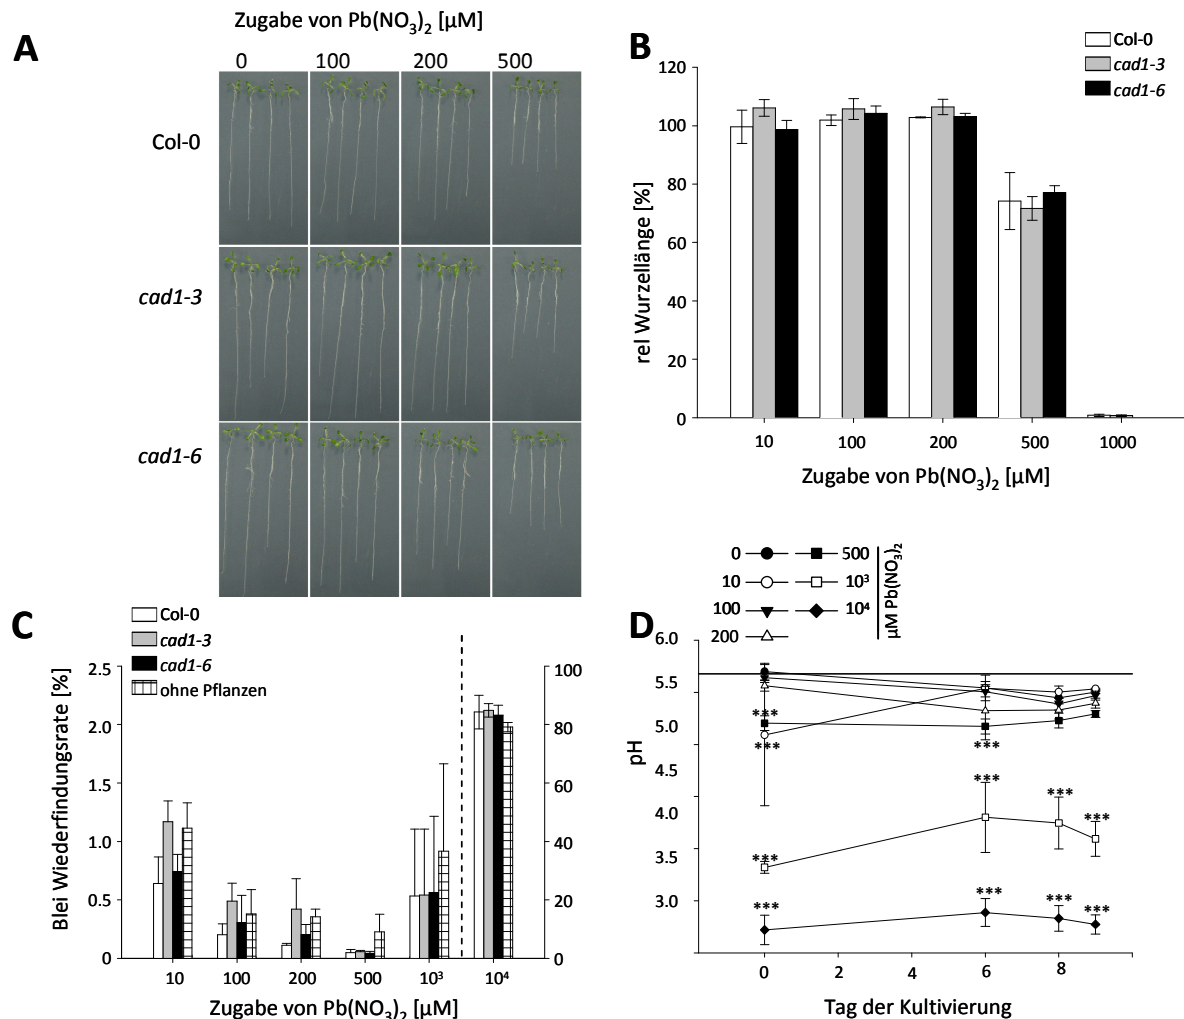 A
Zugabe von Pb(NO3)2 [µM]
0 100 200 500
Col-0
cad1-3
cad1-6
B
Col-0
cad1-3
cad1-6
rel Wurzellänge [%]
120
100
80
60
40
20
0
10 100 200 500 1000
Zugabe von Pb(NO3)2 [µM]
C
Col-0
cad1-3
cad1-6
ohne Pflanzen
Blei Wiederfindungsrate [%]
2.5
2.0
1.5
1.0
0.5
0
100
80
60
40
20
0
10 100 200 500 10³ 10⁴
Zugabe von Pb(NO3)2 [µM]
D
0 500
10 10³
100 10⁴
200
µM Pb(NO3)2
pH
6.0
5.5
5.0
4.5
4.0
3.5
3.0
***
***
***
***
***
***
***
***
***
***
***
0 2 4 6 8
Tag der Kultivierung